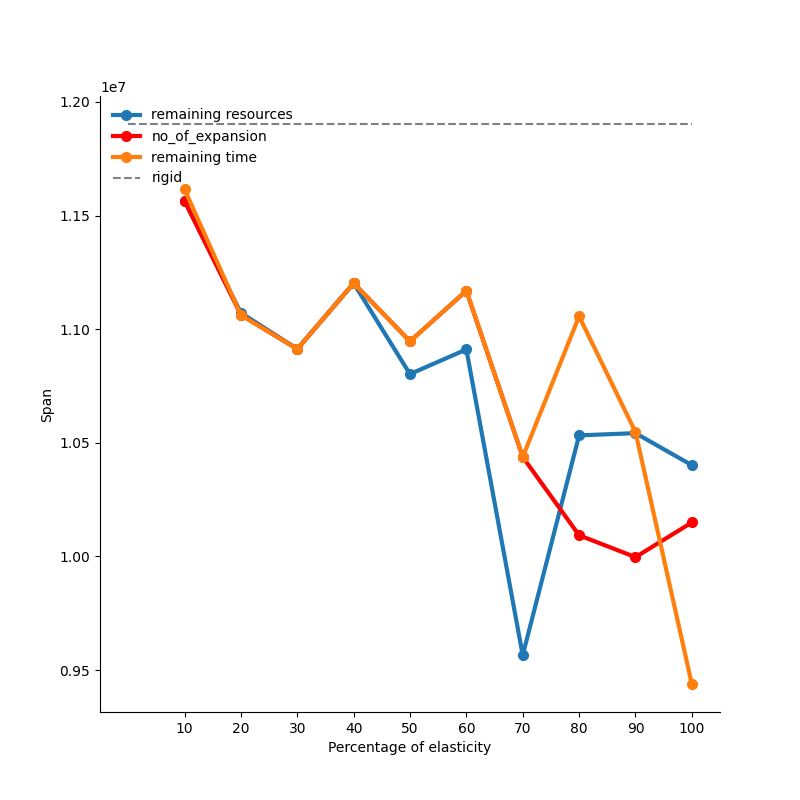 1e7
1.20
1.15
1.10
1.05
1.00
0.95
Span
remaining resources
no_of_expansion
remaining time
rigid
10 20 30 40 50 60 70 80 90 100
Percentage of elasticity